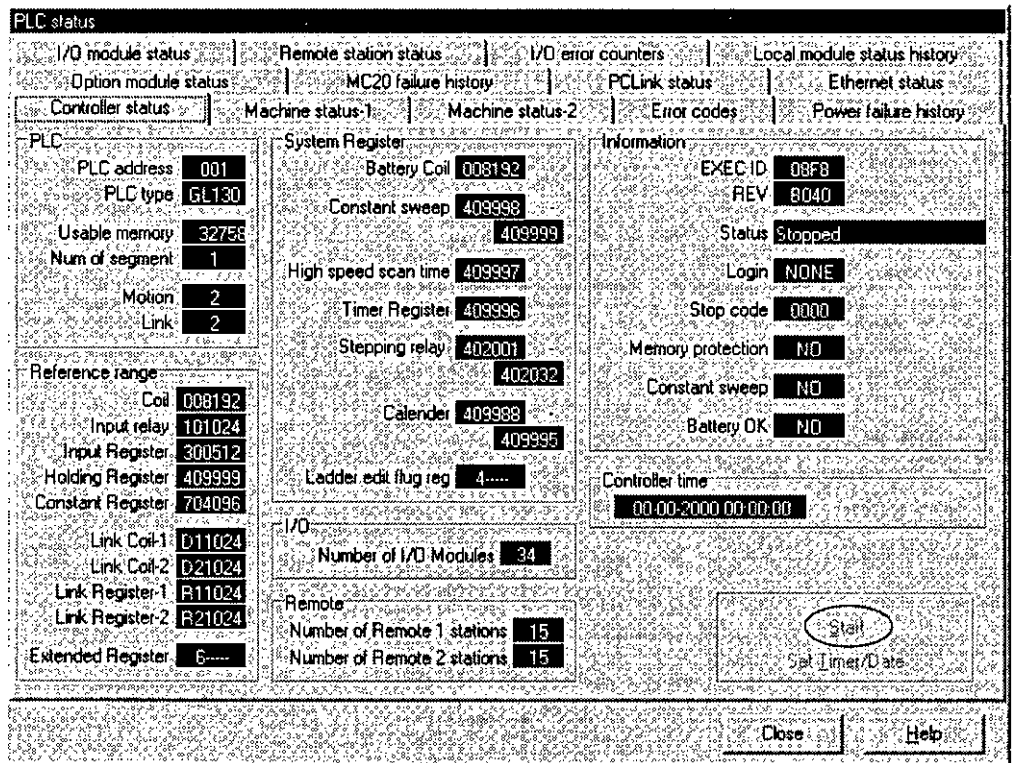 PLC status
I/O module status
Remote station status
I/O error counters
Local module status history
Option module status
MC20 failure history
PCLink status
Ethernet status
Controller status
Machine status-1
Machine status-2
Error codes
Power failure history
PLC
PLC address 001
PLC type GL130
Usable memory 32758
Num of segment 1
Motion 2
Link 2
Reference range
Coil 008192
Input relay 101024
Input Register 300512
Holding Register 409999
Constant Register 704096
Link Coil-1 D11024
Link Coil-2 D21024
Link Register-1 R11024
Link Register-2 R21024
Extended Register 6-----
System Register
Battery Coil 008192
Constant sweep 409998
409999
High speed scan time 409997
Timer Register 409996
Stepping relay 402001
402032
Calender 409988
409995
Ladder edit flug reg 4-----
I/O
Number of I/O Modules 34
Remote
Number of Remote 1 stations 15
Number of Remote 2 stations 15
Information
EXEC ID 08F8
REV B040
Status Stopped
Login NONE
Stop code 0000
Memory protection NO
Constant sweep NO
Battery OK NO
Controller time
00-00-2000 00:00:00
Start
Set Timer/Date
Close
Help